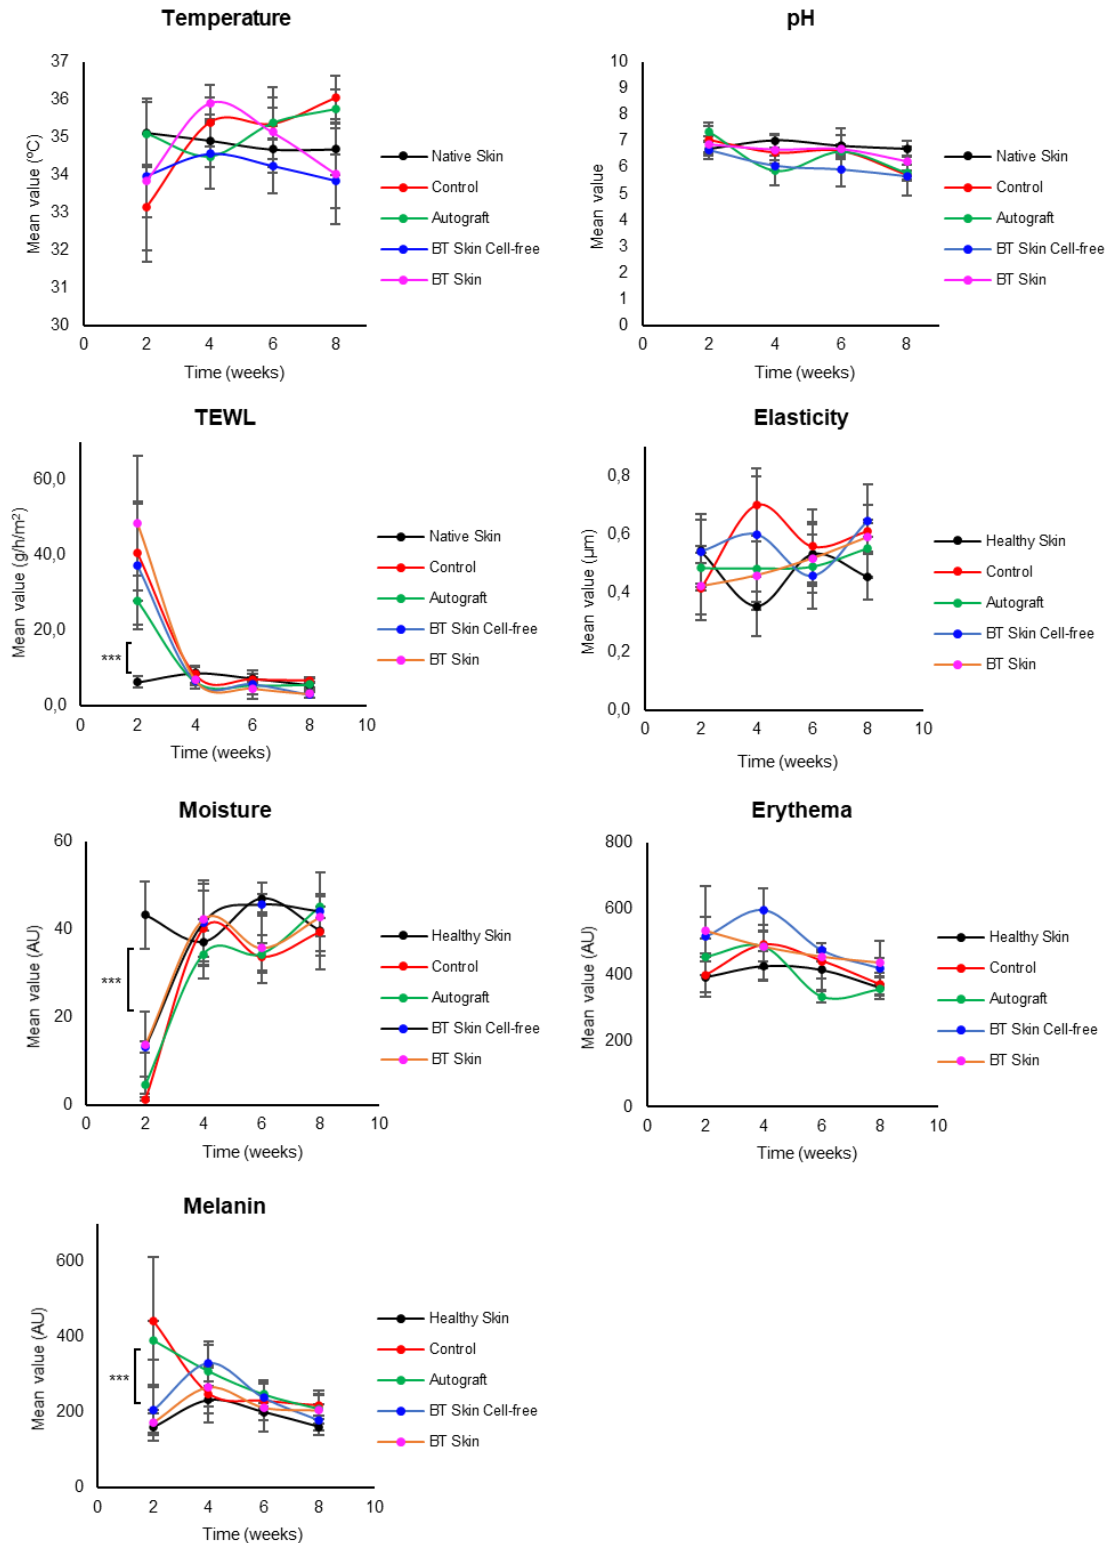 Temperature
37
36
35
34
33
32
31
30
0
2
4
6
8
Mean value (ºC)
Time (weeks)
Native Skin
Control
Autograft
BT Skin Cell-free
BT Skin
pH
10
9
8
7
6
5
4
3
2
1
0
0
2
4
6
8
Mean value
Time (weeks)
Native Skin
Control
Autograft
BT Skin Cell-free
BT Skin
TEWL
60,0
40,0
20,0
0,0
0
2
4
6
8
10
Mean value (g/h/m²)
Time (weeks)
***
Native Skin
Control
Autograft
BT Skin Cell-free
BT Skin
Elasticity
0,8
0,6
0,4
0,2
0,0
0
2
4
6
8
10
Mean value (µm)
Time (weeks)
Healthy Skin
Control
Autograft
BT Skin Cell-free
BT Skin
Moisture
60
40
20
0
0
2
4
6
8
10
Mean value (AU)
Time (weeks)
***
Healthy Skin
Control
Autograft
BT Skin Cell-free
BT Skin
Erythema
800
600
400
200
0
0
2
4
6
8
10
Mean value (AU)
Time (weeks)
Healthy Skin
Control
Autograft
BT Skin Cell-free
BT Skin
Melanin
600
400
200
0
0
2
4
6
8
10
Mean value (AU)
Time (weeks)
***
Healthy Skin
Control
Autograft
BT Skin Cell-free
BT Skin